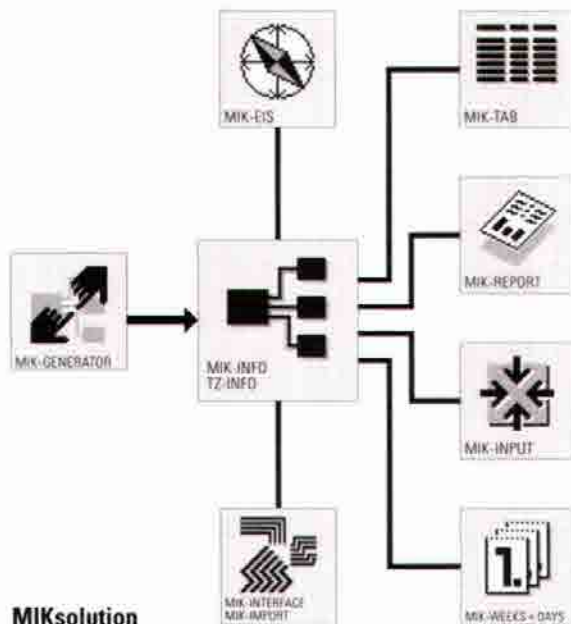 MIK-EIS
MIK-TAB
MIK-REPORT
MIK-GENERATOR
MIK-INFO
TZ-INFO
MIK-INPUT
1.
MIK-INTERFACE
MIK-IMPORT
MIK-WEEKS + DAYS
MIKsolution